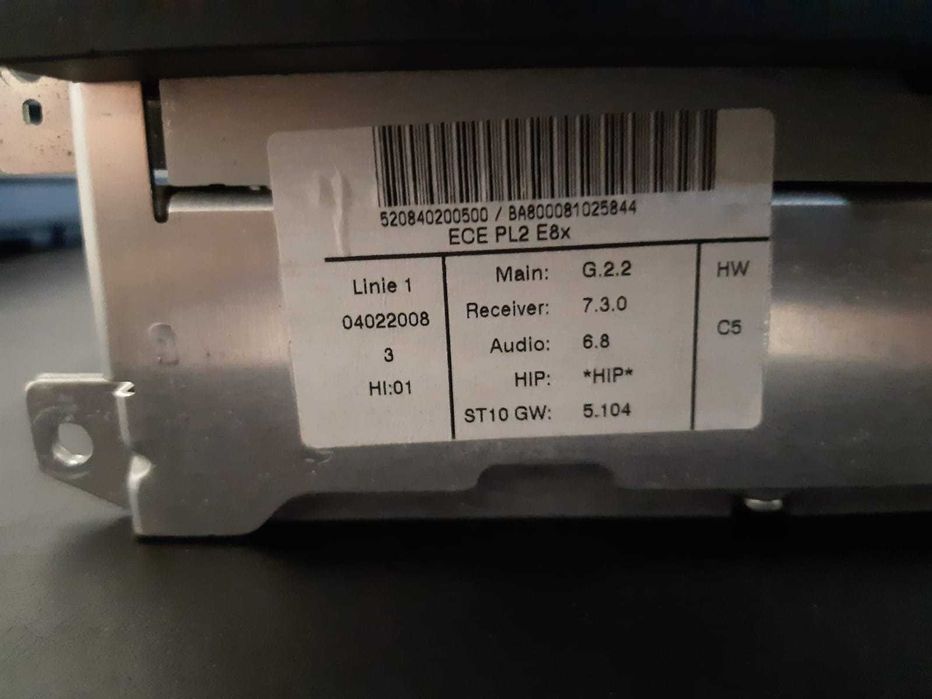 520840200500 / BA800081025844
ECE PL2 E8x
Linie 1
04022008
3
HI:01
Main: G.2.2
Receiver: 7.3.0
Audio: 6.8
HIP: *HIP*
ST10 GW: 5.104
HW
C5